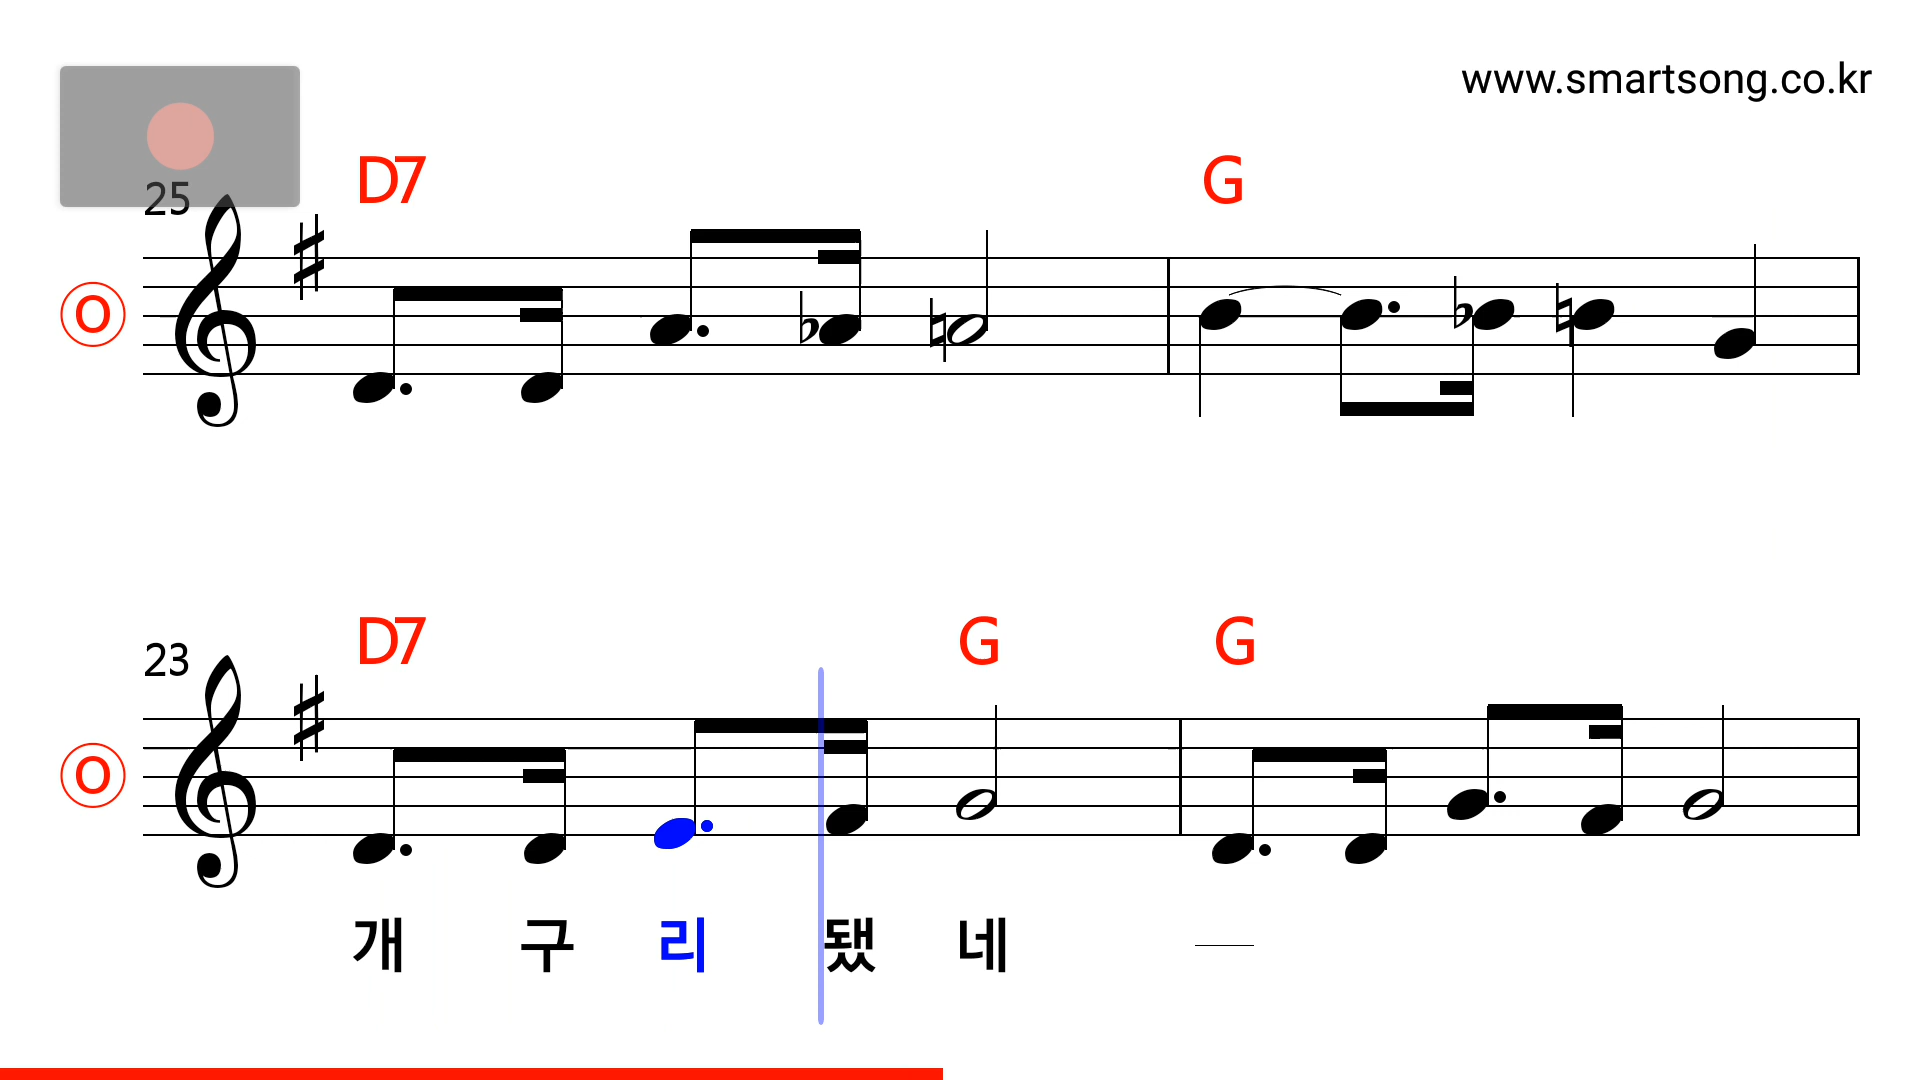 www.smartsong.co.kr
25
D7 G
O
23
D7 G G
O
개 구 리 됐 네